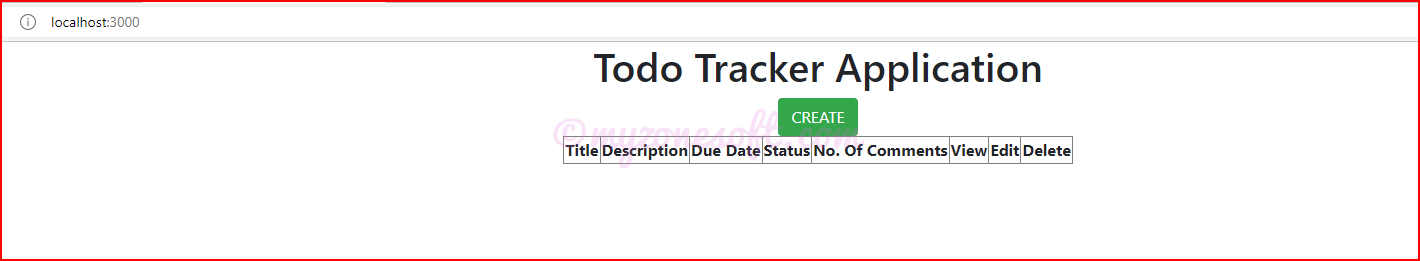 localhost:3000
Todo Tracker Application
CREATE
©myzonesoft.com
Title Description Due Date Status No. Of Comments View Edit Delete